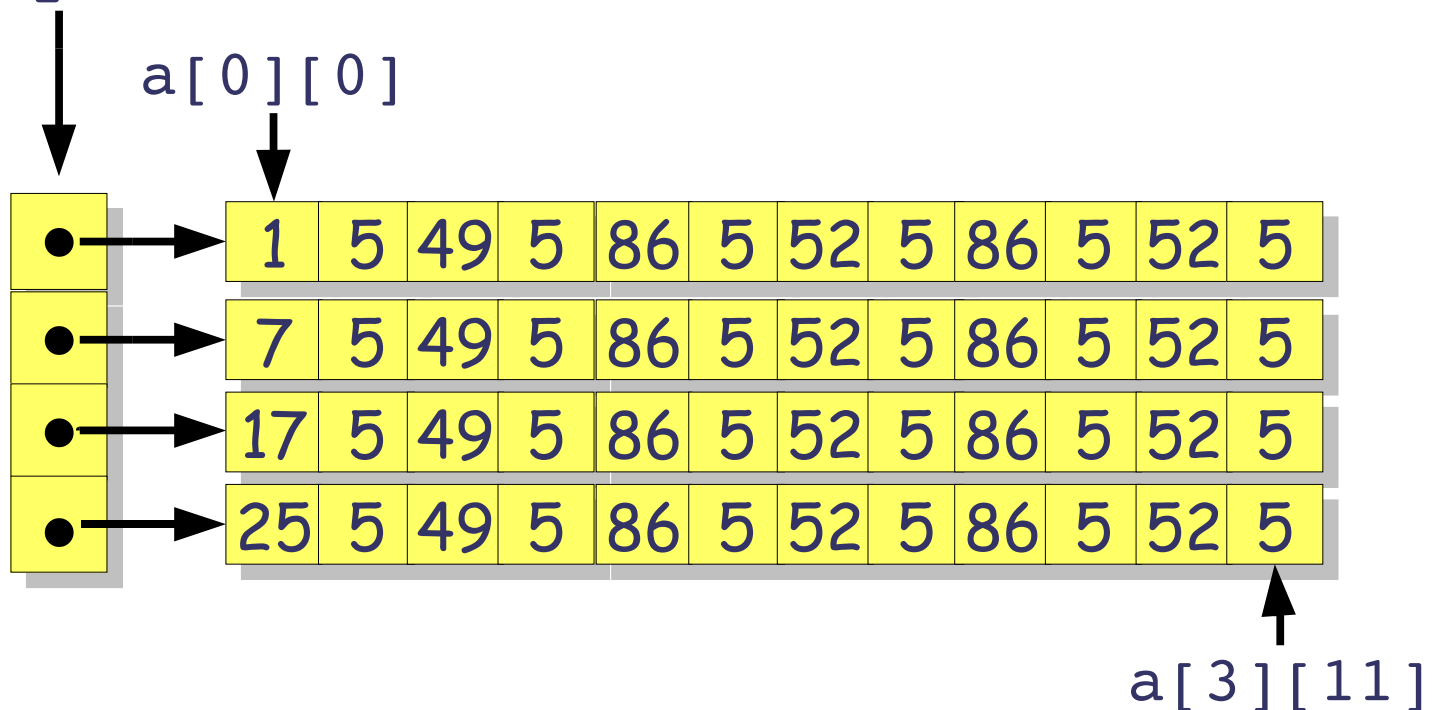 a[0][0]
1 5 49 5 86 5 52 5 86 5 52 5
7 5 49 5 86 5 52 5 86 5 52 5
17 5 49 5 86 5 52 5 86 5 52 5
25 5 49 5 86 5 52 5 86 5 52 5
a[3][11]